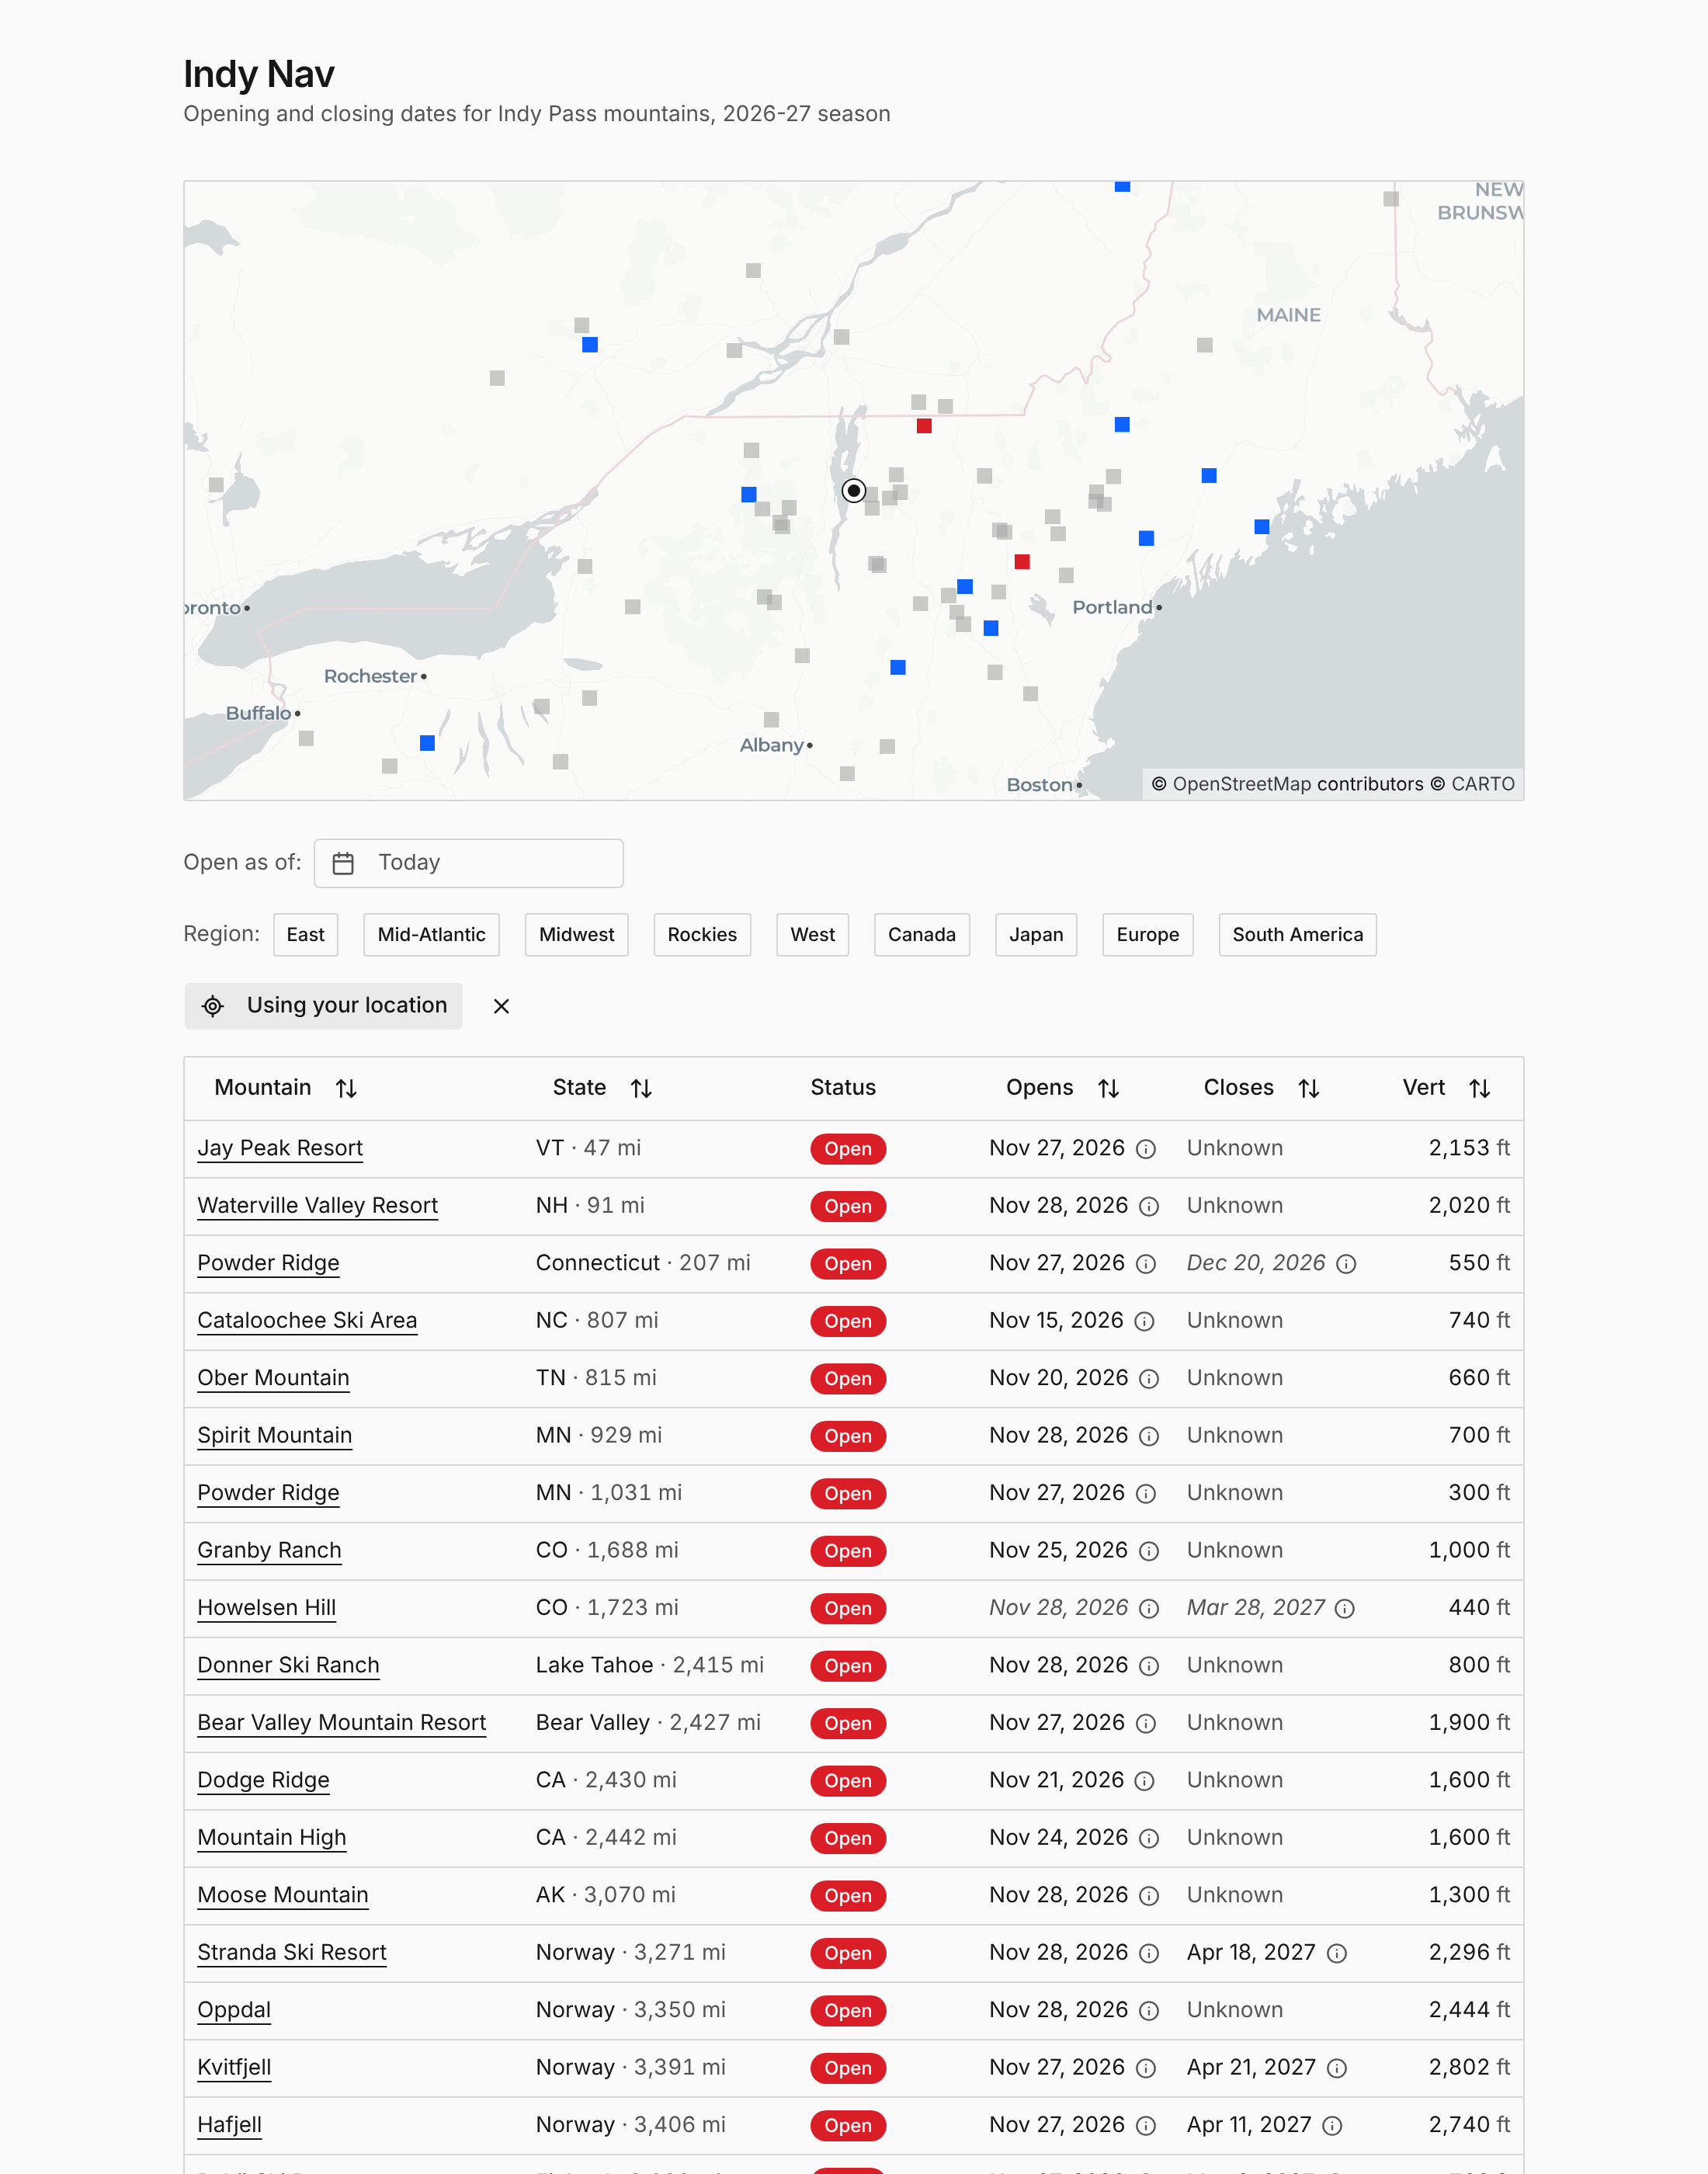 Indy Nav
Opening and closing dates for Indy Pass mountains, 2026-27 season
NEW
BRUNSW
MAINE
oronto
Portland
Rochester
Buffalo
Albany
Boston
© OpenStreetMap contributors © CARTO
Open as of: Today
Region: East Mid-Atlantic Midwest Rockies West Canada Japan Europe South America
Using your location
Mountain State Status Opens Closes Vert
Jay Peak Resort VT · 47 mi Open Nov 27, 2026 Unknown 2,153 ft
Waterville Valley Resort NH · 91 mi Open Nov 28, 2026 Unknown 2,020 ft
Powder Ridge Connecticut · 207 mi Open Nov 27, 2026 Dec 20, 2026 550 ft
Cataloochee Ski Area NC · 807 mi Open Nov 15, 2026 Unknown 740 ft
Ober Mountain TN · 815 mi Open Nov 20, 2026 Unknown 660 ft
Spirit Mountain MN · 929 mi Open Nov 28, 2026 Unknown 700 ft
Powder Ridge MN · 1,031 mi Open Nov 27, 2026 Unknown 300 ft
Granby Ranch CO · 1,688 mi Open Nov 25, 2026 Unknown 1,000 ft
Howelsen Hill CO · 1,723 mi Open Nov 28, 2026 Mar 28, 2027 440 ft
Donner Ski Ranch Lake Tahoe · 2,415 mi Open Nov 28, 2026 Unknown 800 ft
Bear Valley Mountain Resort Bear Valley · 2,427 mi Open Nov 27, 2026 Unknown 1,900 ft
Dodge Ridge CA · 2,430 mi Open Nov 21, 2026 Unknown 1,600 ft
Mountain High CA · 2,442 mi Open Nov 24, 2026 Unknown 1,600 ft
Moose Mountain AK · 3,070 mi Open Nov 28, 2026 Unknown 1,300 ft
Stranda Ski Resort Norway · 3,271 mi Open Nov 28, 2026 Apr 18, 2027 2,296 ft
Oppdal Norway · 3,350 mi Open Nov 28, 2026 Unknown 2,444 ft
Kvitfjell Norway · 3,391 mi Open Nov 27, 2026 Apr 21, 2027 2,802 ft
Hafjell Norway · 3,406 mi Open Nov 27, 2026 Apr 11, 2027 2,740 ft